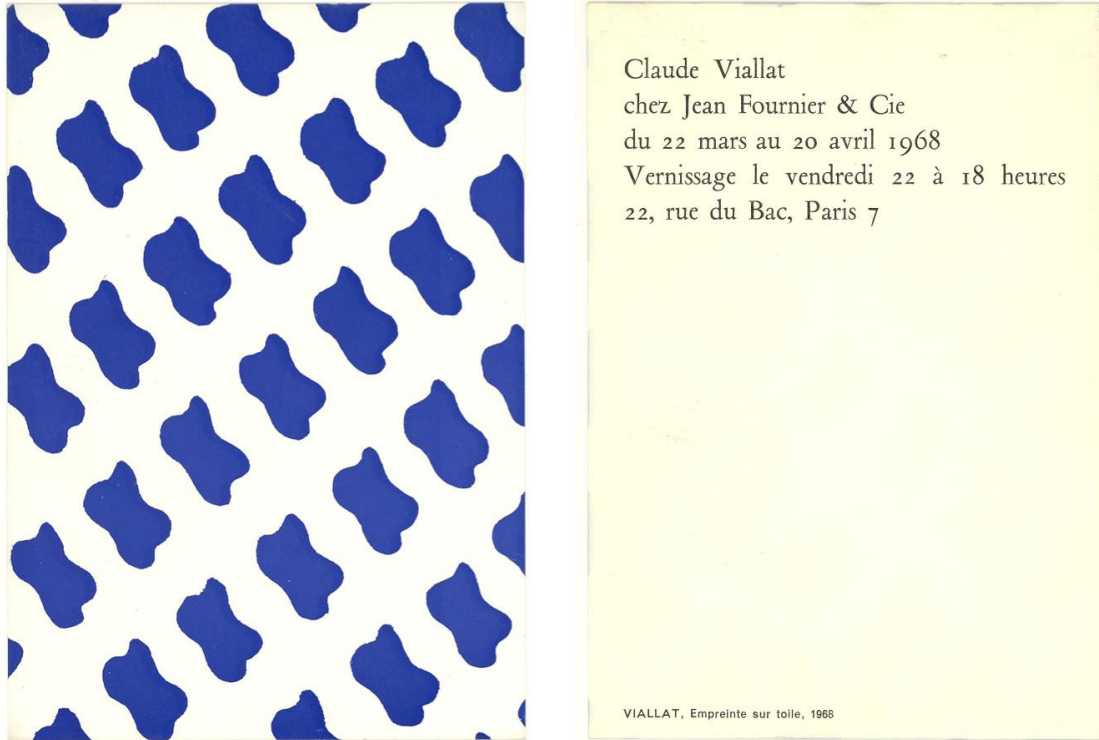 Claude Viallat
chez Jean Fournier & Cie
du 22 mars au 20 avril 1968
Vernissage le vendredi 22 à 18 heures
22, rue du Bac, Paris 7
VIALLAT, Empreinte sur toile, 1968